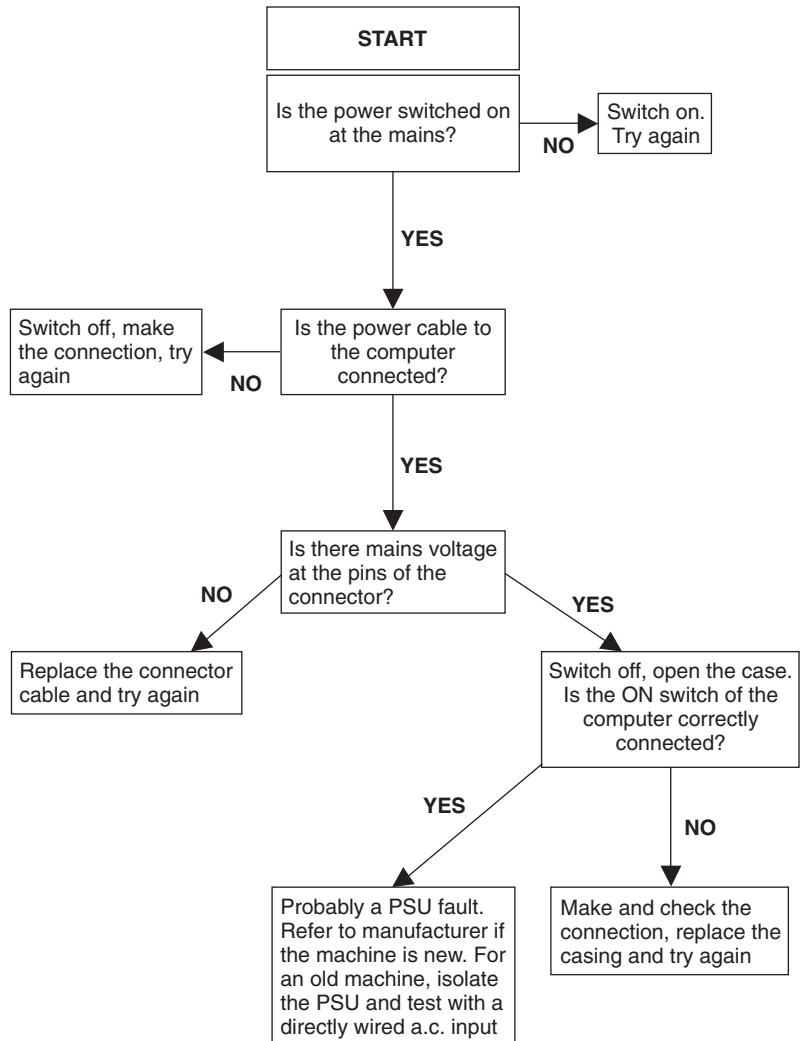 START
Is the power switched on
at the mains?
NO
Switch on.
Try again
YES
Switch off, make
the connection, try
again
NO
Is the power cable to
the computer
connected?
YES
Is there mains voltage
at the pins of the
connector?
NO
YES
Replace the connector
cable and try again
Switch off, open the case.
Is the ON switch of the
computer correctly
connected?
YES
NO
Probably a PSU fault.
Refer to manufacturer if
the machine is new. For
an old machine, isolate
the PSU and test with a
directly wired a.c. input
Make and check the
connection, replace the
casing and try again